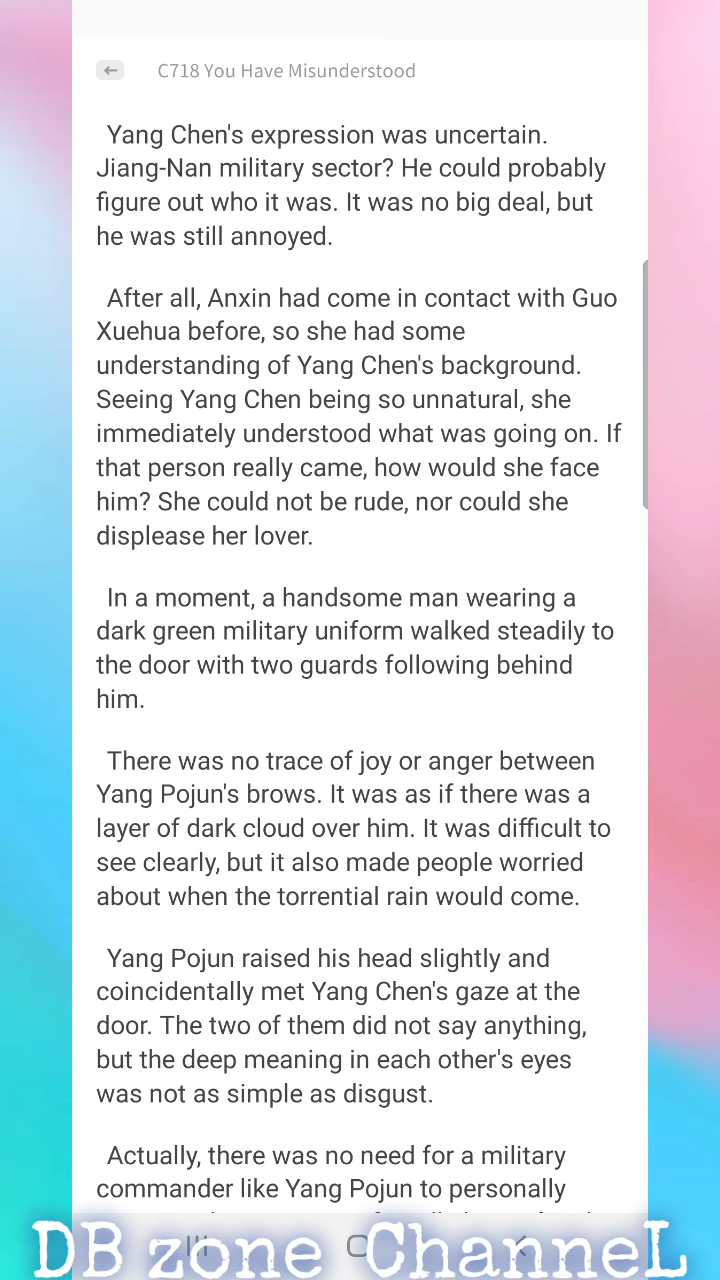 C718 You Have Misunderstood
Yang Chen's expression was uncertain.
Jiang-Nan military sector? He could probably
figure out who it was. It was no big deal, but
he was still annoyed.
After all, Anxin had come in contact with Guo
Xuehua before, so she had some
understanding of Yang Chen's background.
Seeing Yang Chen being so unnatural, she
immediately understood what was going on. If
that person really came, how would she face
him? She could not be rude, nor could she
displease her lover.
In a moment, a handsome man wearing a
dark green military uniform walked steadily to
the door with two guards following behind
him.
There was no trace of joy or anger between
Yang Pojun's brows. It was as if there was a
layer of dark cloud over him. It was difficult to
see clearly, but it also made people worried
about when the torrential rain would come.
Yang Pojun raised his head slightly and
coincidentally met Yang Chen's gaze at the
door. The two of them did not say anything,
but the deep meaning in each other's eyes
was not as simple as disgust.
Actually, there was no need for a military
commander like Yang Pojun to personally
DB zone ChanneL